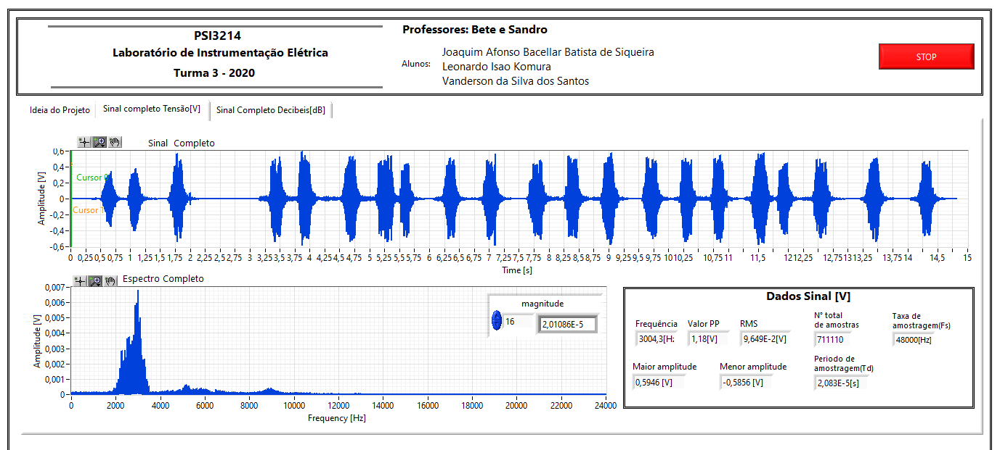 PSI3214
Laboratório de Instrumentação Elétrica
Turma 3 - 2020
Professores: Bete e Sandro
Alunos:
Joaquim Afonso Bacellar Batista de Siqueira
Leonardo Isao Komura
Vanderson da Silva dos Santos
STOP
Ideia do Projeto
Sinal completo Tensão[V]
Sinal Completo Decibeis[dB]
Sinal Completo
Amplitude [V]
0,6
0,4
0,2
0
-0,2
-0,4
-0,6
Cursor 0
Cursor
0 0,25 0,5 0,75 1 1,25 1,5 1,75 2 2,25 2,5 2,75 3 3,25 3,5 3,75 4 4,25 4,5 4,75 5 5,25 5,5 5,75 6 6,25 6,5 6,75 7 7,25 7,5 7,75 8 8,25 8,5 8,75 9 9,25 9,5 9,75 10 10,25 10,75 11 11,5 12 12,25 12,75 13 13,25 13,75 14 14,5 15
Time [s]
Espectro Completo
Amplitude [V]
0,007
0,006
0,005
0,004
0,003
0,002
0,001
0
0 2000 4000 6000 8000 10000 12000 14000 16000 18000 20000 22000 24000
Frequency [Hz]
magnitude
16
2,01086E-5
Dados Sinal [V]
Frequência
3004,3[H
Valor PP
1,18[V]
RMS
9,649E-2[V]
N° total
de amostras
711110
Taxa de
amostragem(Fs)
48000[Hz]
Maior amplitude
0,5946 [V]
Menor amplitude
-0,5856 [V]
Periodo de
amostragem(Td)
2,083E-5[s]